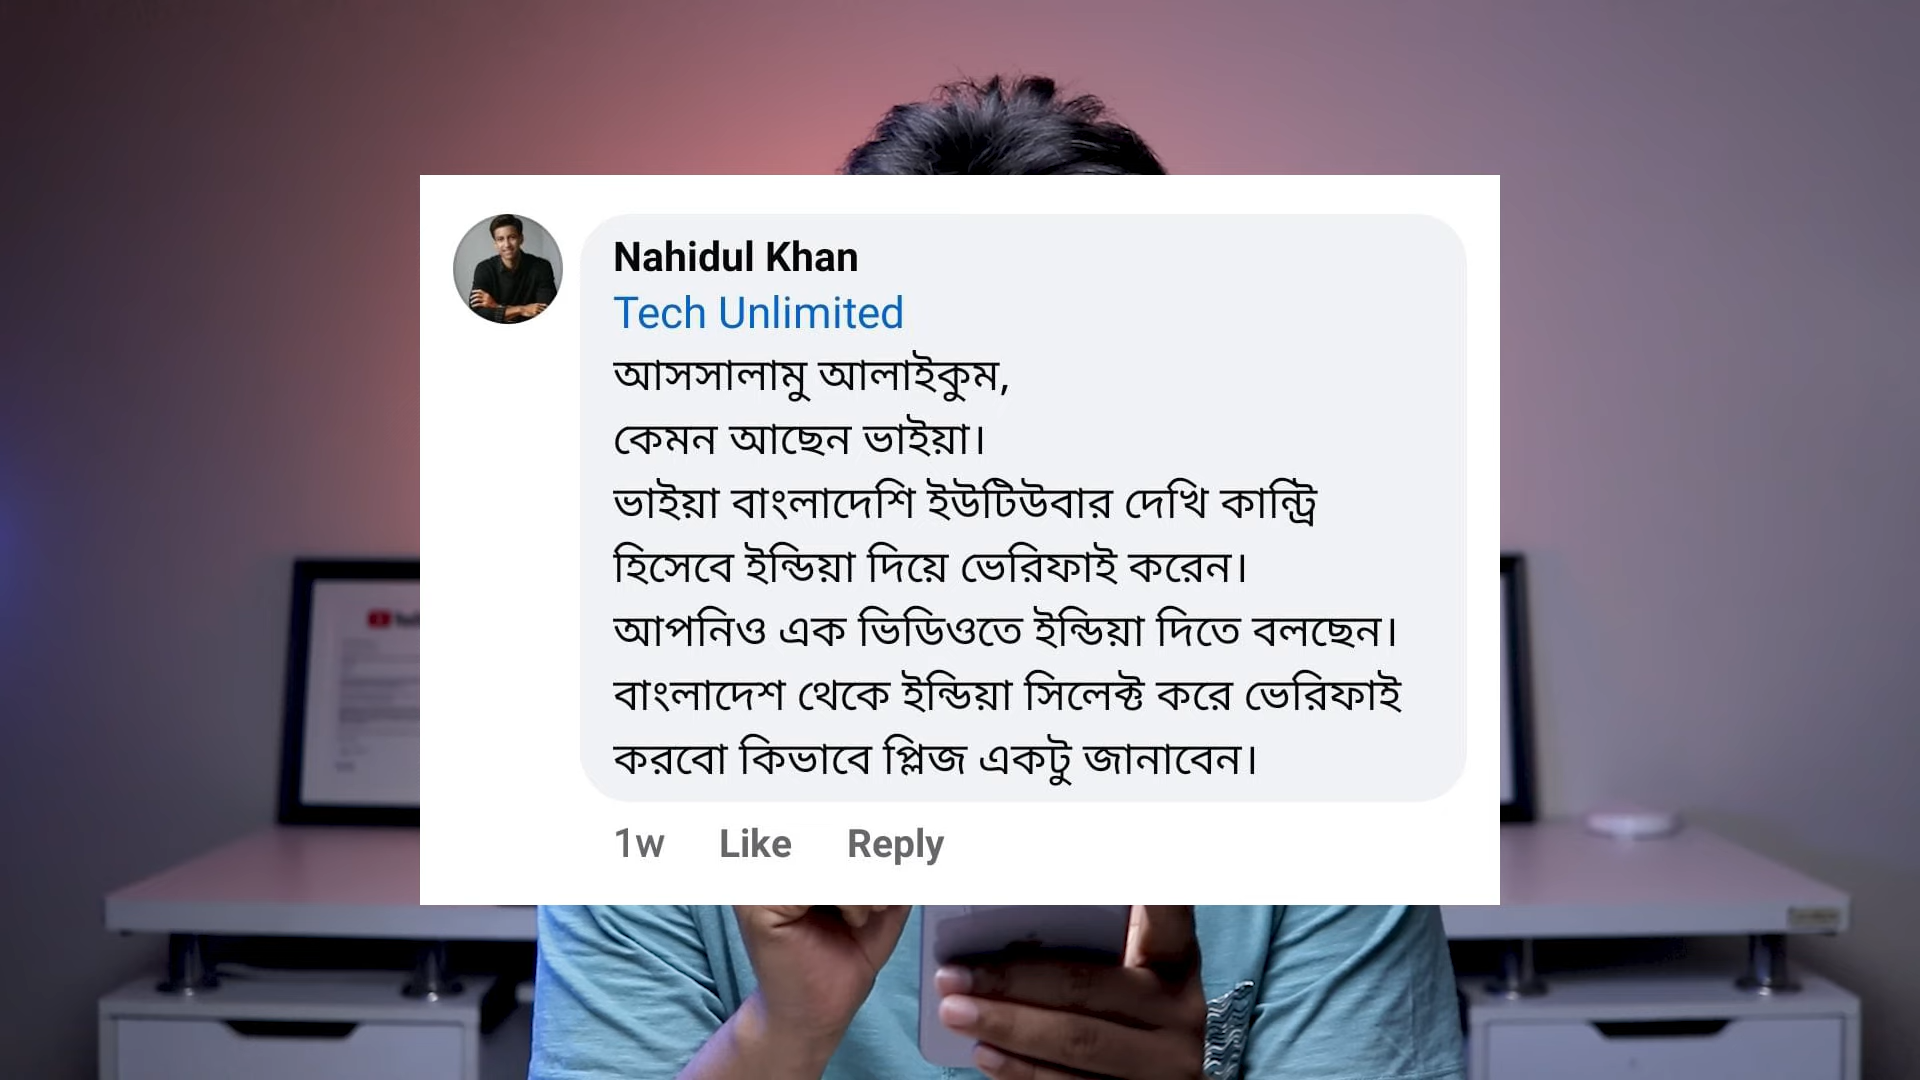 Nahidul Khan
Tech Unlimited
আসসালামু আলাইকুম,
কেমন আছেন ভাইয়া।
ভাইয়া বাংলাদেশি ইউটিউবার দেখি কান্ট্রি
হিসেবে ইন্ডিয়া দিয়ে ভেরিফাই করেন।
আপনিও এক ভিডিওতে ইন্ডিয়া দিতে বলছেন।
বাংলাদেশ থেকে ইন্ডিয়া সিলেক্ট করে ভেরিফাই
করবো কিভাবে প্লিজ একটু জানাবেন।
1w Like Reply